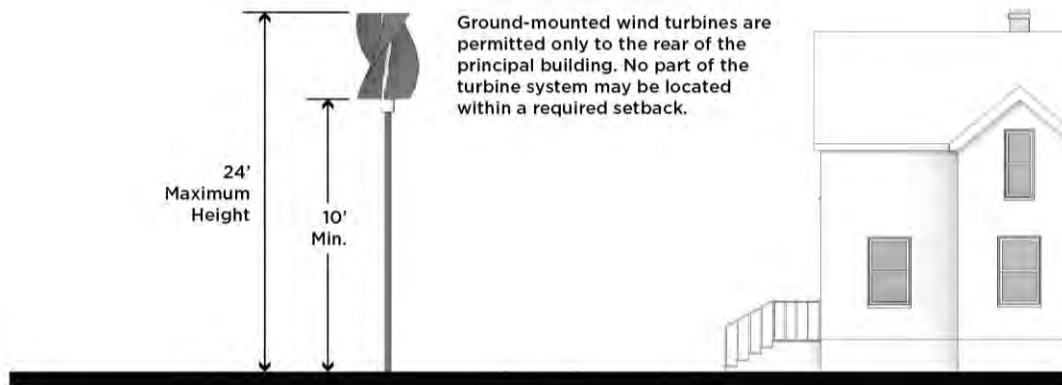 Ground-mounted wind turbines are
permitted only to the rear of the
principal building. No part of the
turbine system may be located
within a required setback.
24'
Maximum
Height
10'
Min.